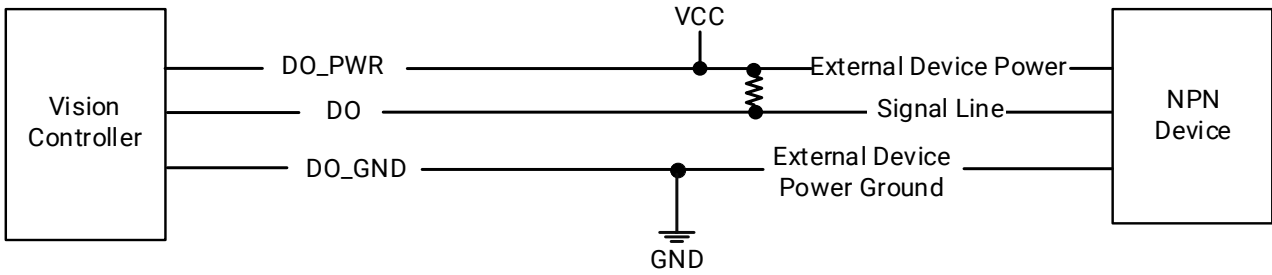 VCC
DO_PWR
External Device Power
Vision
Controller
DO
Signal Line
NPN
Device
DO_GND
External Device
Power Ground
GND